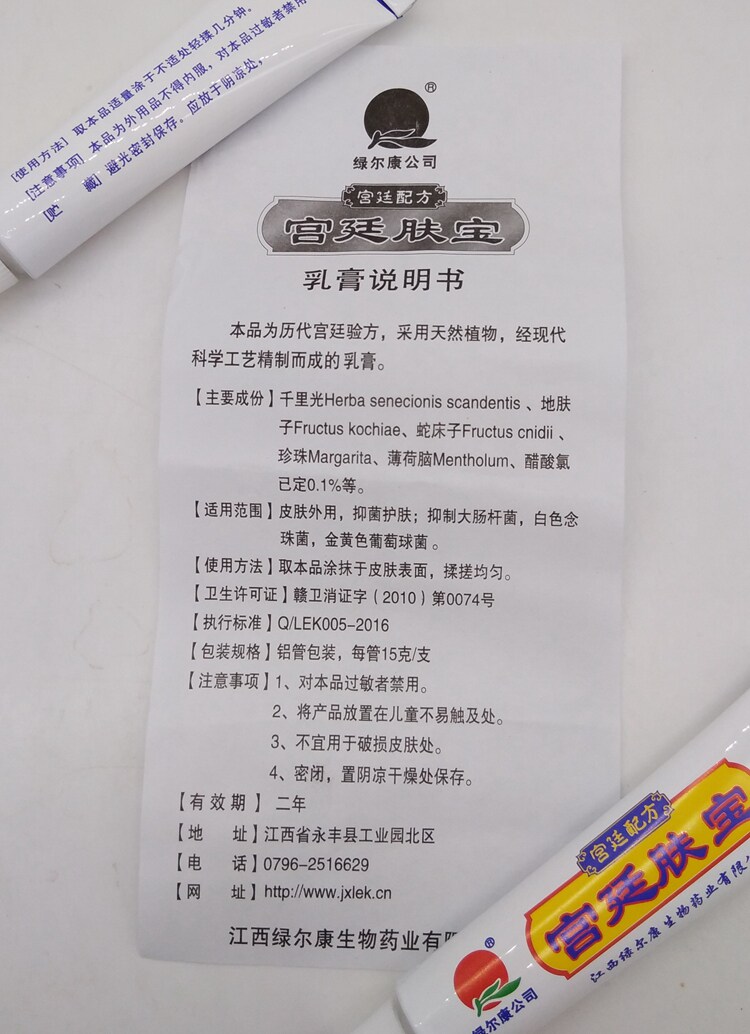 [使用方法] 取本品适量涂于不适处轻揉几分钟。
[注意事项] 本品为外用品不得内服，对本品过敏者禁用
[贮 藏] 避光密封保存。应放于阴凉处，
®
绿尔康公司
宫廷配方
宫廷肤宝
乳膏说明书
本品为历代宫廷验方，采用天然植物，经现代
科学工艺精制而成的乳膏。
【主要成份】千里光Herba senecionis scandentis 、地肤
子Fructus kochiae、蛇床子Fructus cnidii 、
珍珠Margarita、薄荷脑Mentholum、醋酸氯
已定0.1%等。
【适用范围】皮肤外用，抑菌护肤；抑制大肠杆菌，白色念
珠菌，金黄色葡萄球菌 。
【使用方法】取本品涂抹于皮肤表面，揉搓均匀。
【卫生许可证】赣卫消证字（2010）第0074号
【执行标准】Q/LEK005-2016
【包装规格】铝管包装，每管15克/支
【注意事项】1、对本品过敏者禁用。
2、将产品放置在儿童不易触及处。
3、不宜用于破损皮肤处。
4、密闭，置阴凉干燥处保存。
【有 效 期】 二年
【地 址】江西省永丰县工业园北区
【电 话】0796-2516629
【网 址】http://www.jxlek.cn
江西绿尔康生物药业有
宫廷配方
宫廷肤宝
江西绿尔康生物药业有限
®
绿尔康公司